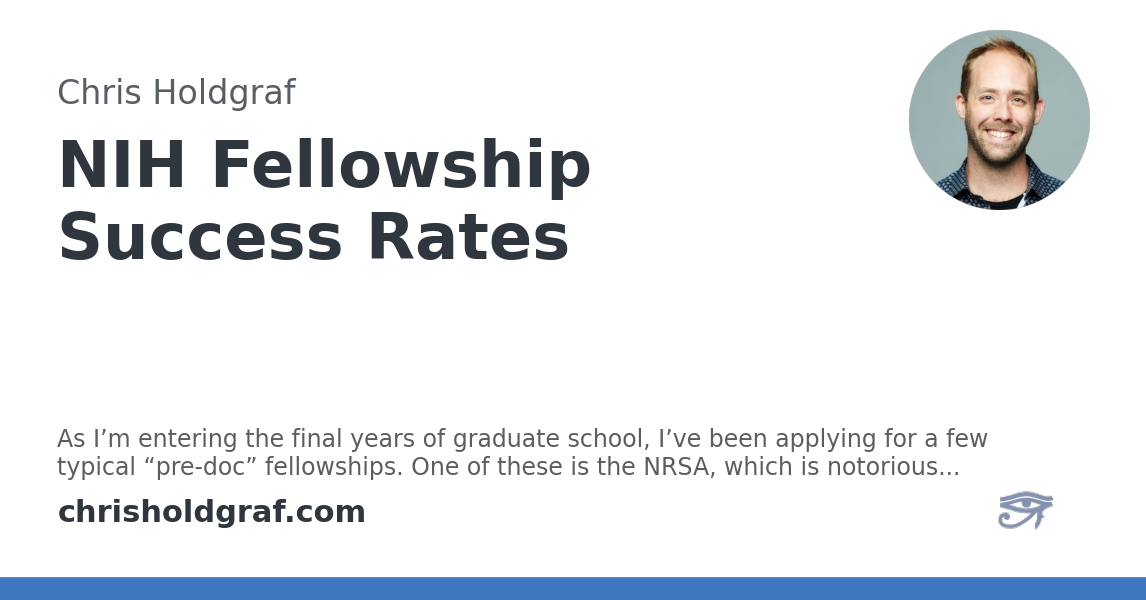 Chris Holdgraf
NIH Fellowship
Success Rates
As I’m entering the final years of graduate school, I’ve been applying for a few
typical “pre-doc” fellowships. One of these is the NRSA, which is notorious...
chrisholdgraf.com